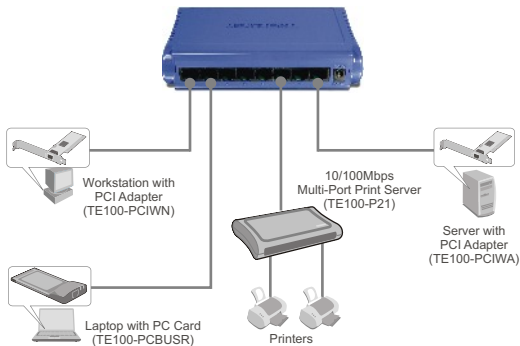 Workstation with
PCI Adapter
(TE100-PCIWN)
10/100Mbps
Multi-Port Print Server
(TE100-P21)
Server with
PCI Adapter
(TE100-PCIWA)
Laptop with PC Card
(TE100-PCBUSR)
Printers